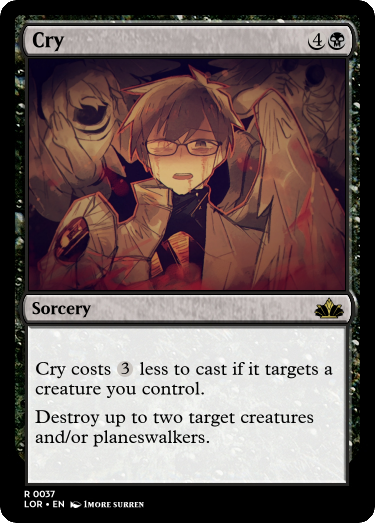 Cry 4
Sorcery
Cry costs 3 less to cast if it targets a
creature you control.
Destroy up to two target creatures
and/or planeswalkers.
R 0037
LOR • EN 1MORE SURREN